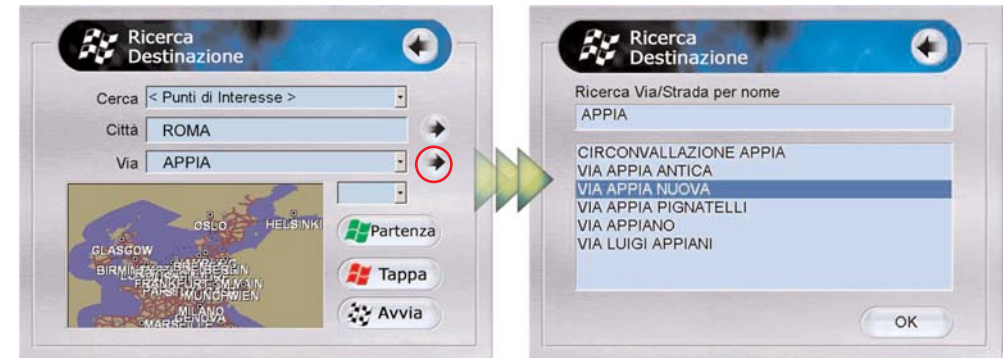 Ricerca
Destinazione
Cerca < Punti di Interesse >
Città ROMA
Via APPIA
OSLO
HELSINKI
GLASGOW
MILANO
GENOVA
Partenza
Tappa
Avvia
Ricerca
Destinazione
Ricerca Via/Strada per nome
APPIA
CIRCONVALLAZIONE APPIA
VIA APPIA ANTICA
VIA APPIA NUOVA
VIA APPIA PIGNATELLI
VIA APPIANO
VIA LUIGI APPIANI
OK